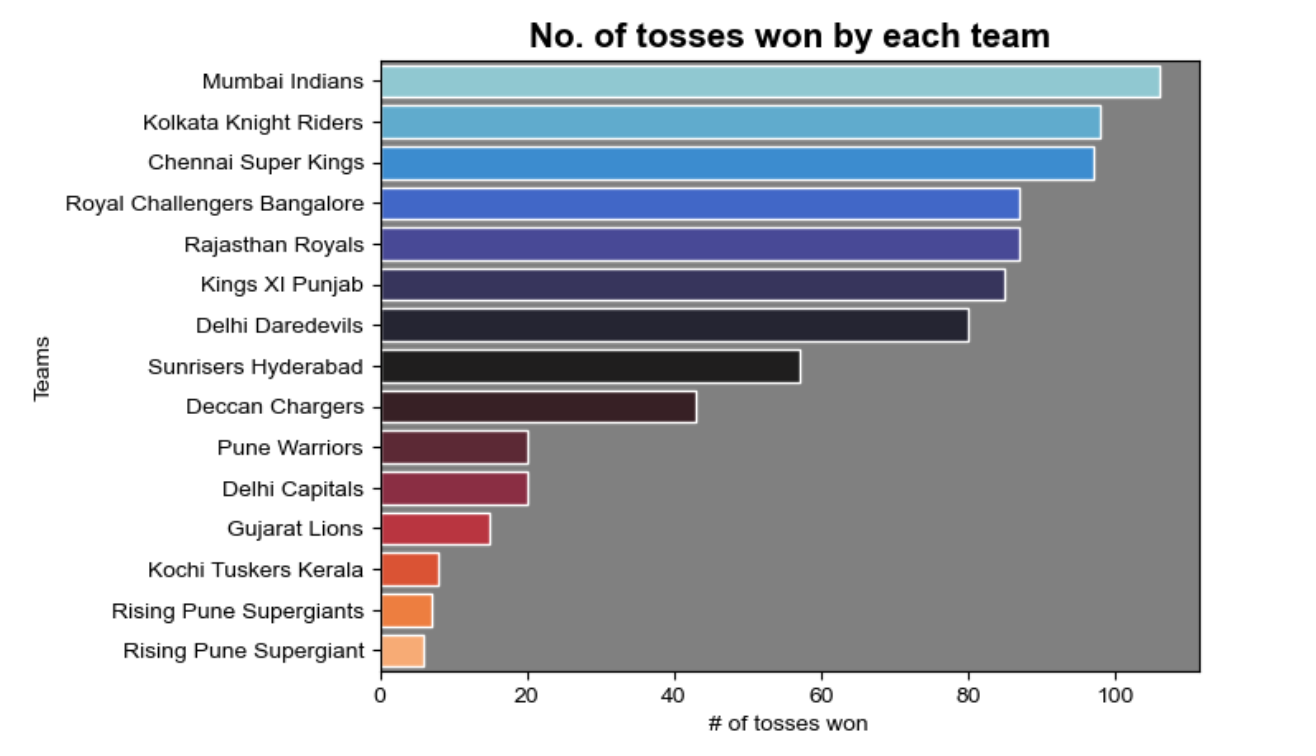 No. of tosses won by each team
Mumbai Indians
Kolkata Knight Riders
Chennai Super Kings
Royal Challengers Bangalore
Rajasthan Royals
Kings XI Punjab
Delhi Daredevils
Sunrisers Hyderabad
Deccan Chargers
Pune Warriors
Delhi Capitals
Gujarat Lions
Kochi Tuskers Kerala
Rising Pune Supergiants
Rising Pune Supergiant
Teams
0 20 40 60 80 100
# of tosses won